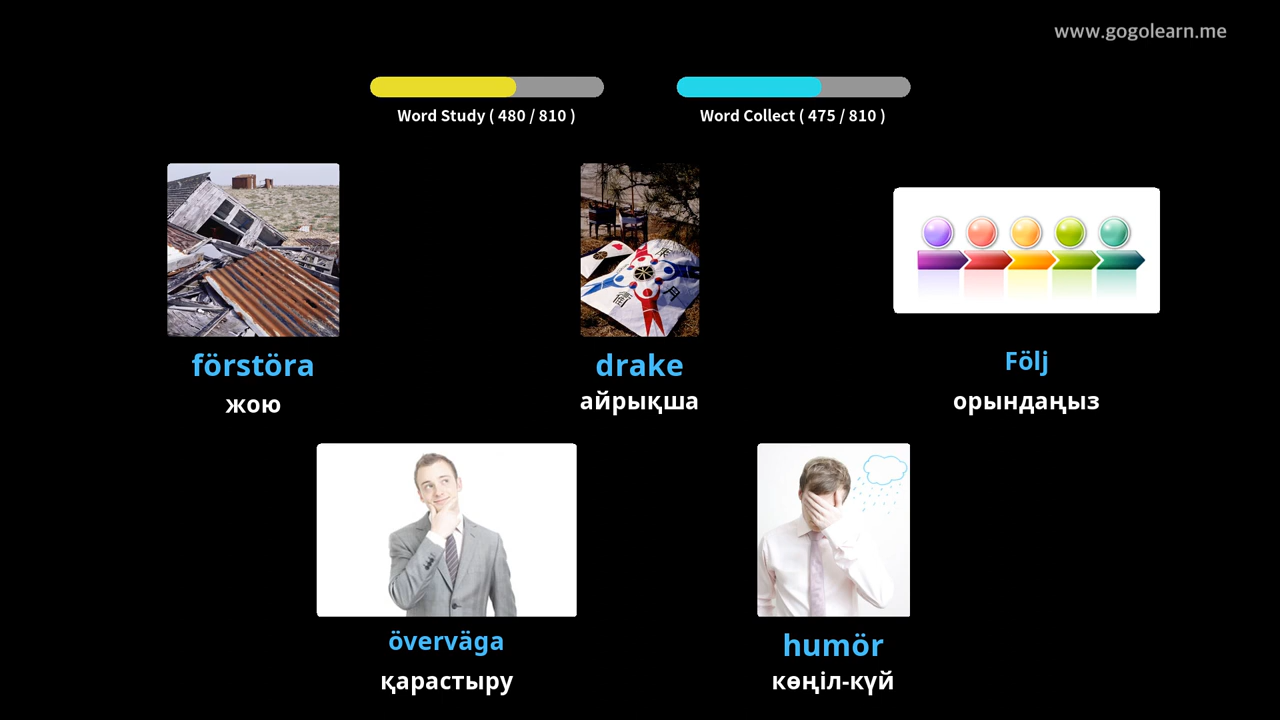 www.gogolearn.me
Word Study ( 480 / 810 )
Word Collect ( 475 / 810 )
förstöra
жою
drake
айрықша
Följ
орындаңыз
överväga
қарастыру
humör
көңіл-күй